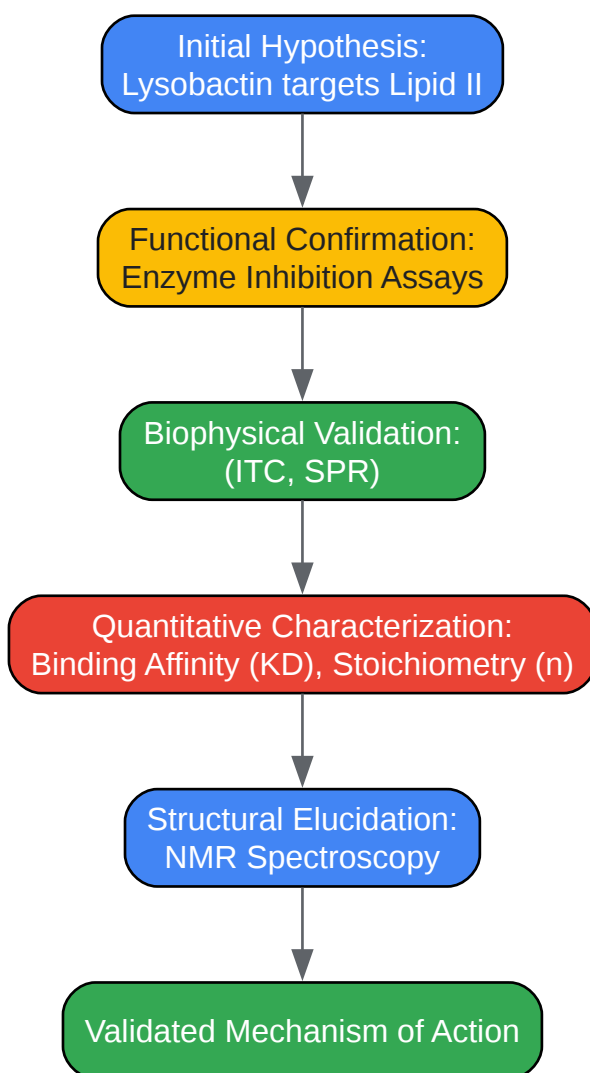 Initial Hypothesis:
Lysobactin targets Lipid II
Functional Confirmation:
Enzyme Inhibition Assays
Biophysical Validation:
(ITC, SPR)
Quantitative Characterization:
Binding Affinity (KD), Stoichiometry (n)
Structural Elucidation:
NMR Spectroscopy
Validated Mechanism of Action